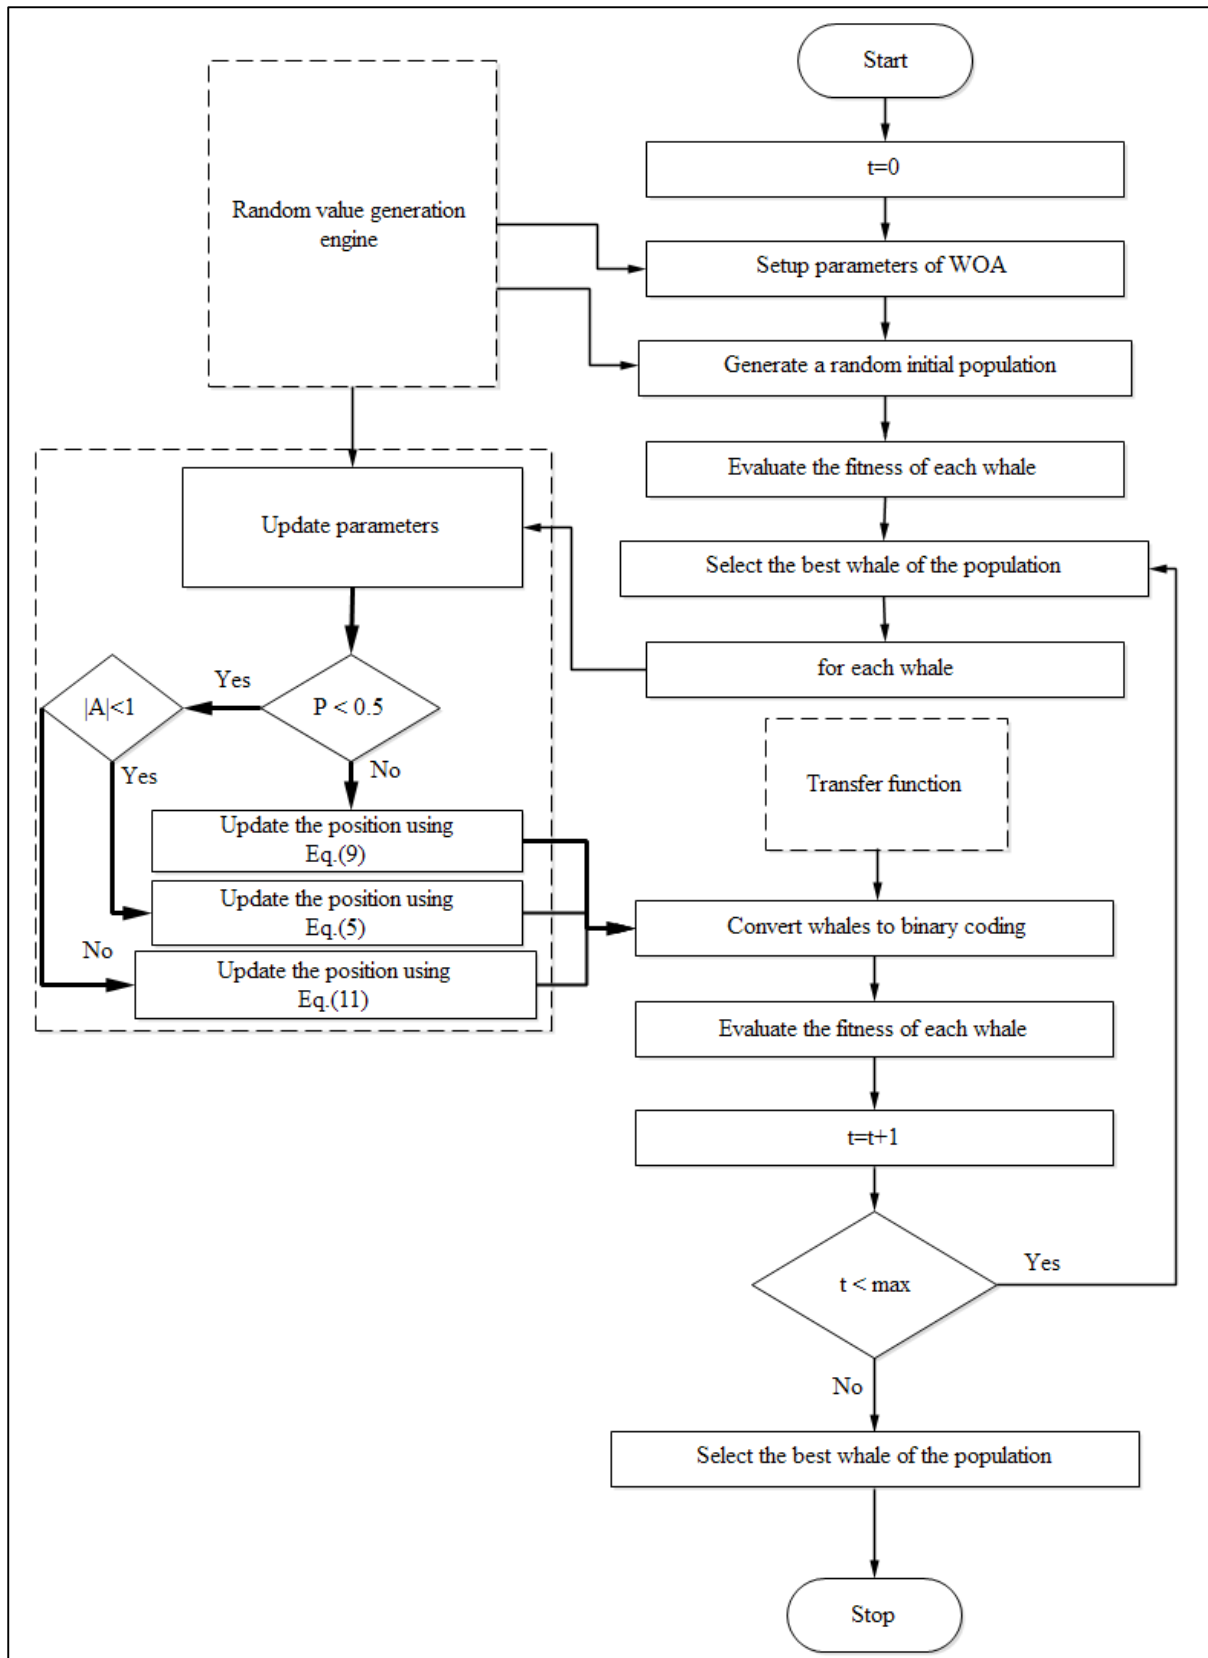 Start
t=0
Random value generation
engine
Setup parameters of WOA
Generate a random initial population
Evaluate the fitness of each whale
Update parameters
Select the best whale of the population
for each whale
Yes
|A|<1
P < 0.5
Yes
No
Transfer function
Update the position using
Eq.(9)
Update the position using
Eq.(5)
Convert whales to binary coding
No
Update the position using
Eq.(11)
Evaluate the fitness of each whale
t=t+1
t < max
Yes
No
Select the best whale of the population
Stop